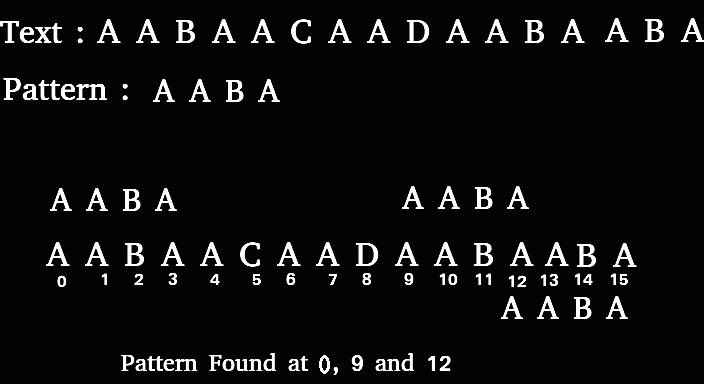 Text : A A B A A C A A D A A B A A B A
Pattern : A A B A
A A B A A A B A
A A B A A C A A D A A B A A B A
0 1 2 3 4 5 6 7 8 9 10 11 12 13 14 15
A A B A
Pattern Found at 0, 9 and 12